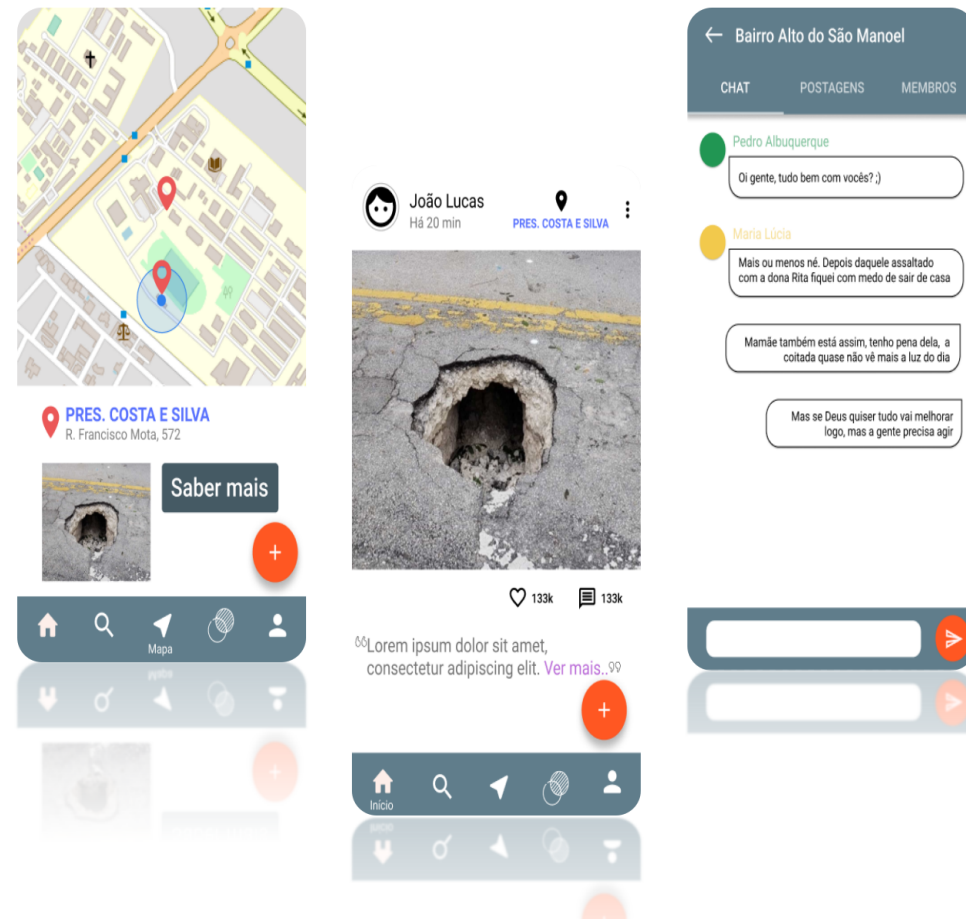 PRES. COSTA E SILVA
R. Francisco Mota, 572
Saber mais
Mapa
João Lucas
Há 20 min
PRES. COSTA E SILVA
133k
133k
Lorem ipsum dolor sit amet,
consectetur adipiscing elit. Ver mais..
Início
Bairro Alto do São Manoel
CHAT POSTAGENS MEMBROS
Pedro Albuquerque
Oi gente, tudo bem com vocês? ;)
Maria Lúcia
Mais ou menos né. Depois daquele assaltado
com a dona Rita fiquei com medo de sair de casa
Mamãe também está assim, tenho pena dela, a
coitada quase não vê mais a luz do dia
Mas se Deus quiser tudo vai melhorar
logo, mas a gente precisa agir